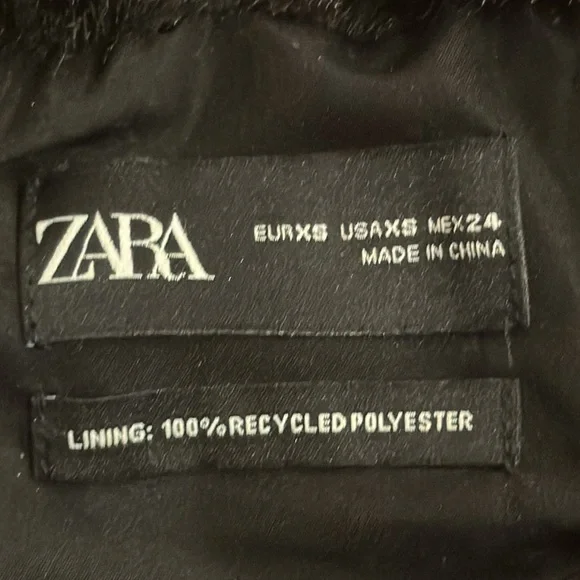 ZARA
EUR XS USA XS MEX 24
MADE IN CHINA
LINING: 100% RECYCLED POLYESTER